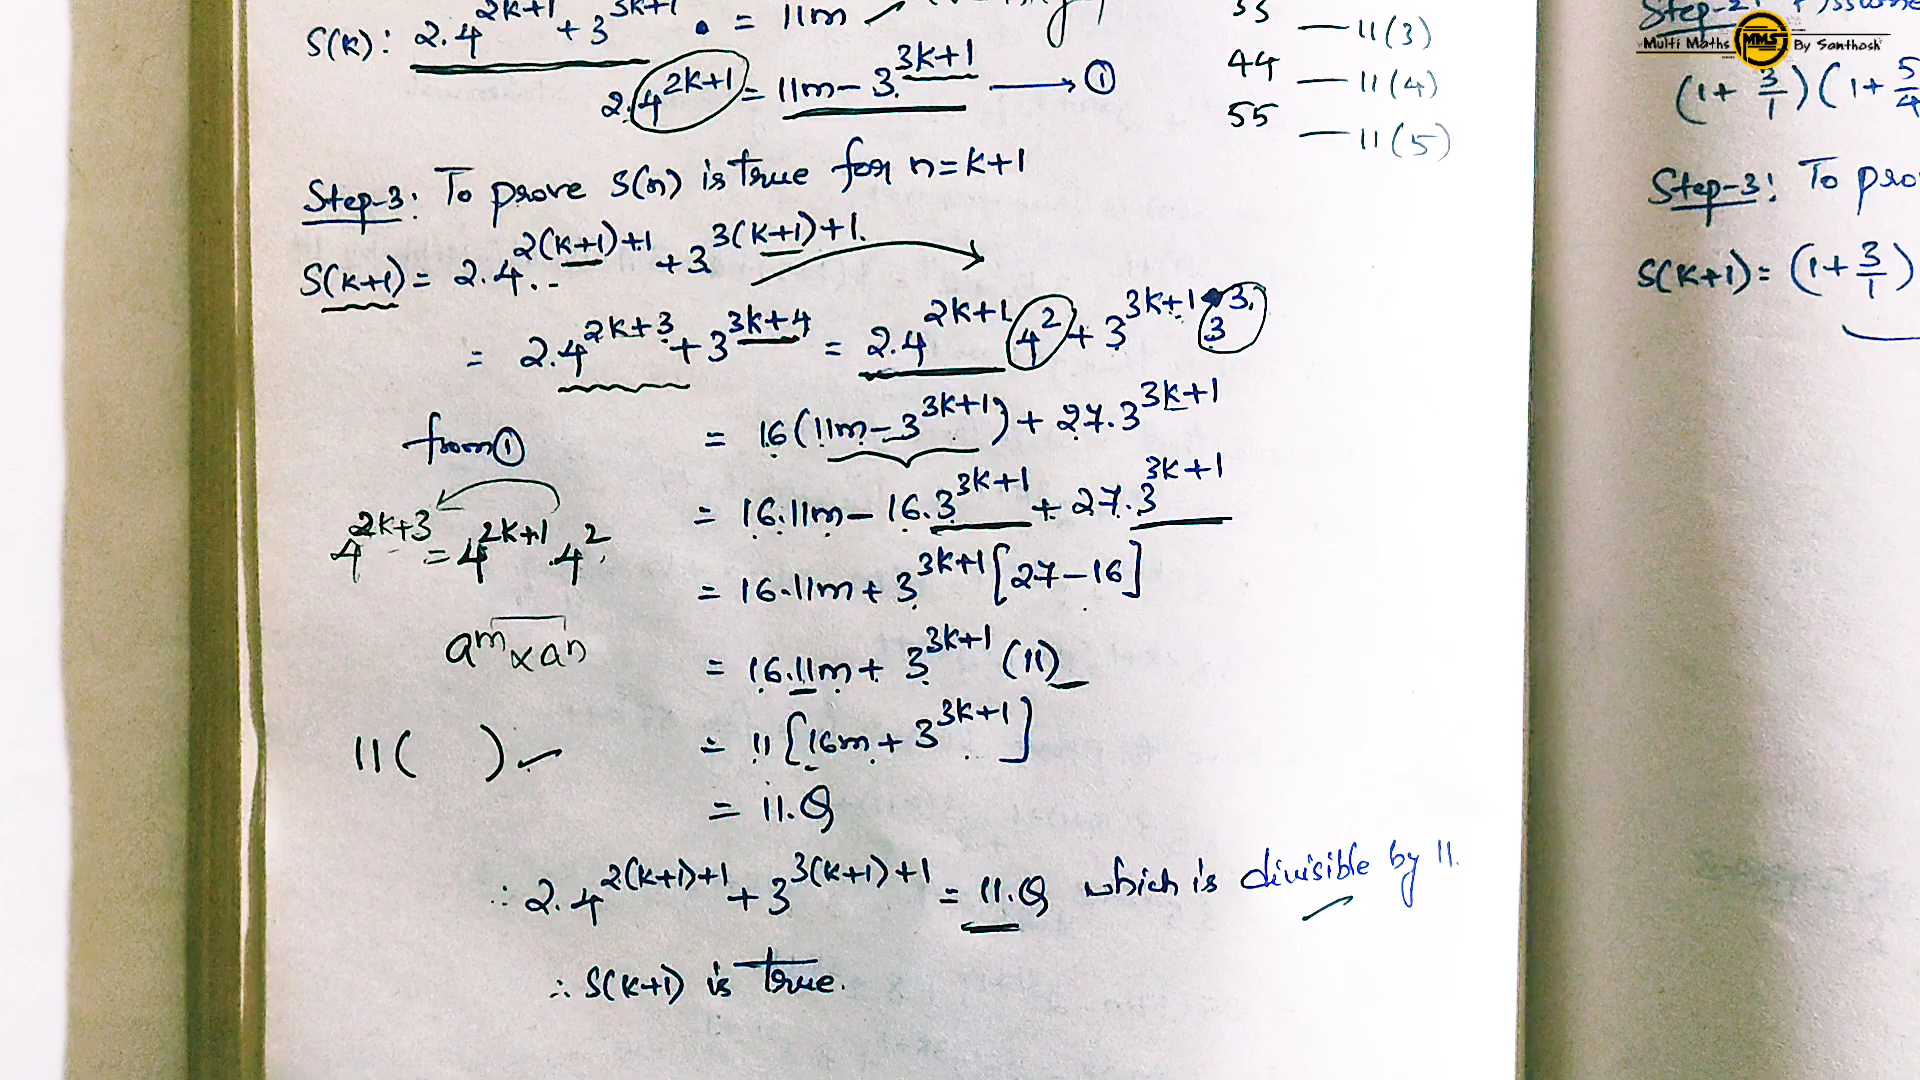 S(k): 2.4^{2k+1} + 3^{3k+1} = 11m
2.4^{2k+1} = 11m - 3^{3k+1} → ①
33 — 11(3)
44 — 11(4)
55 — 11(5)
Step-3: To prove S(n) is true for n=k+1
S(k+1) = 2.4^{2(k+1)+1} + 3^{3(k+1)+1}
= 2.4^{2k+3} + 3^{3k+4} = 2.4^{2k+1} 4^2 + 3^{3k+1} 3^3
= 16(11m - 3^{3k+1}) + 27.3^{3k+1}
from ①
= 16.11m - 16.3^{3k+1} + 27.3^{3k+1}
4^{2k+3} = 4^{2k+1}.4^2
= 16.11m + 3^{3k+1}[27-16]
a^m × a^n
= 16.11m + 3^{3k+1}(11)
11( ) ✓
= 11[16m + 3^{3k+1}]
= 11.Q
∴ 2.4^{2(k+1)+1} + 3^{3(k+1)+1} = 11.Q which is divisible by 11.
∴ S(k+1) is true.
Step-2:
Multi Maths MMS By Santhosh
(1+ 3/1)(1+ 5/4
Step-3: To pro
S(k+1) = (1+ 3/1)